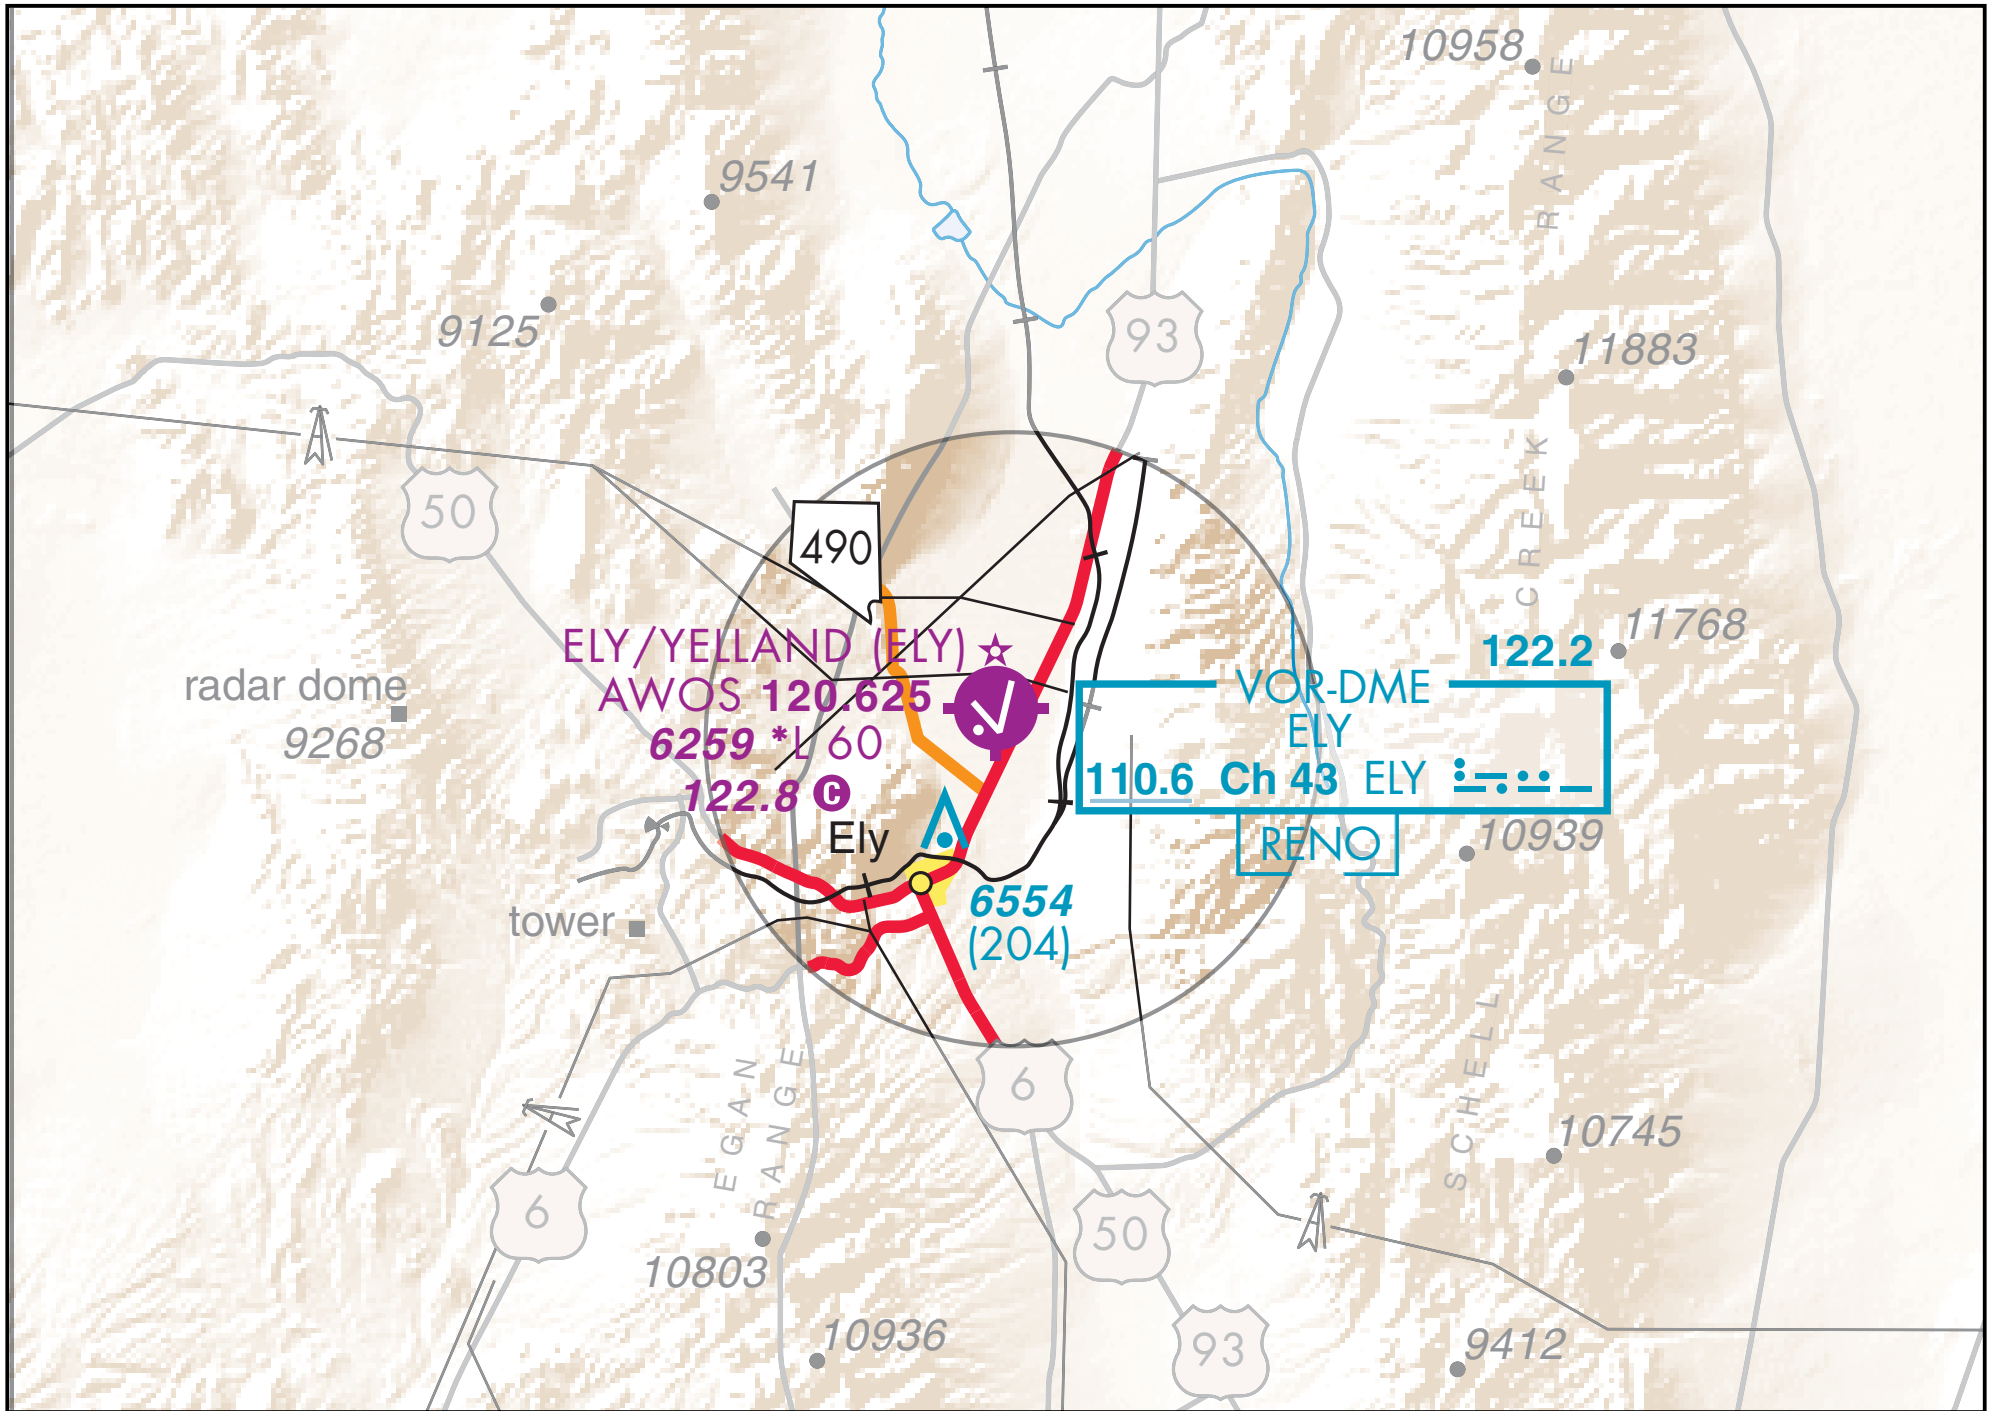 10958
9541
RANGE
9125
93
11883
50
490
CREEK
ELY/YELLAND (ELY)
AWOS 120.625
6259 *L 60
122.8 C
radar dome
9268
11768
122.2
VOR-DME
ELY
110.6 Ch 43 ELY
RENO
10939
Ely
tower
6554
(204)
SCHELL
EGAN
RANGE
6
10745
6
50
10803
10936
93
9412